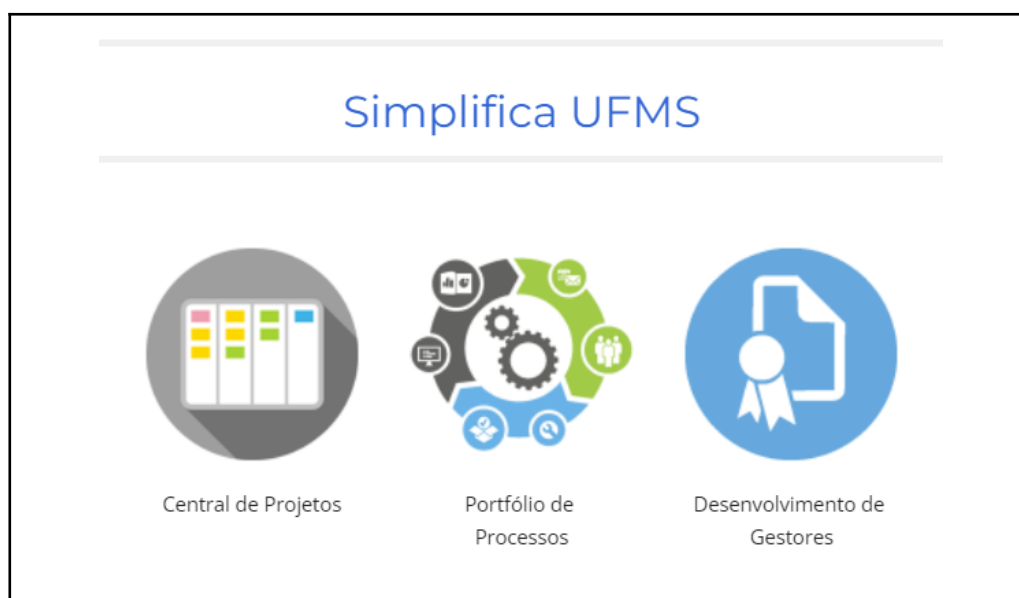 Simplifica UFMS
Central de Projetos
Portfólio de
Processos
Desenvolvimento de
Gestores